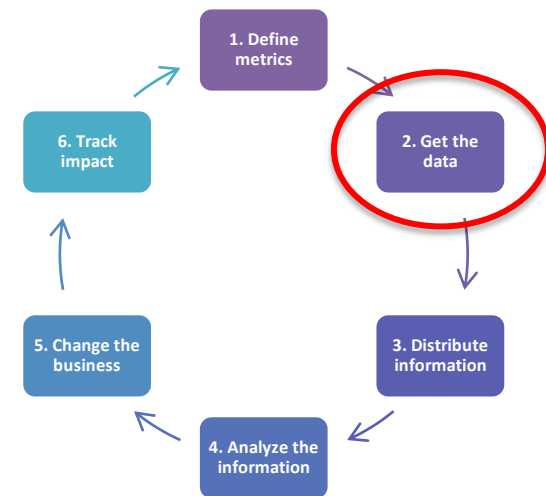 1. Define
metrics
2. Get the
data
3. Distribute
information
4. Analyze the
information
5. Change the
business
6. Track
impact